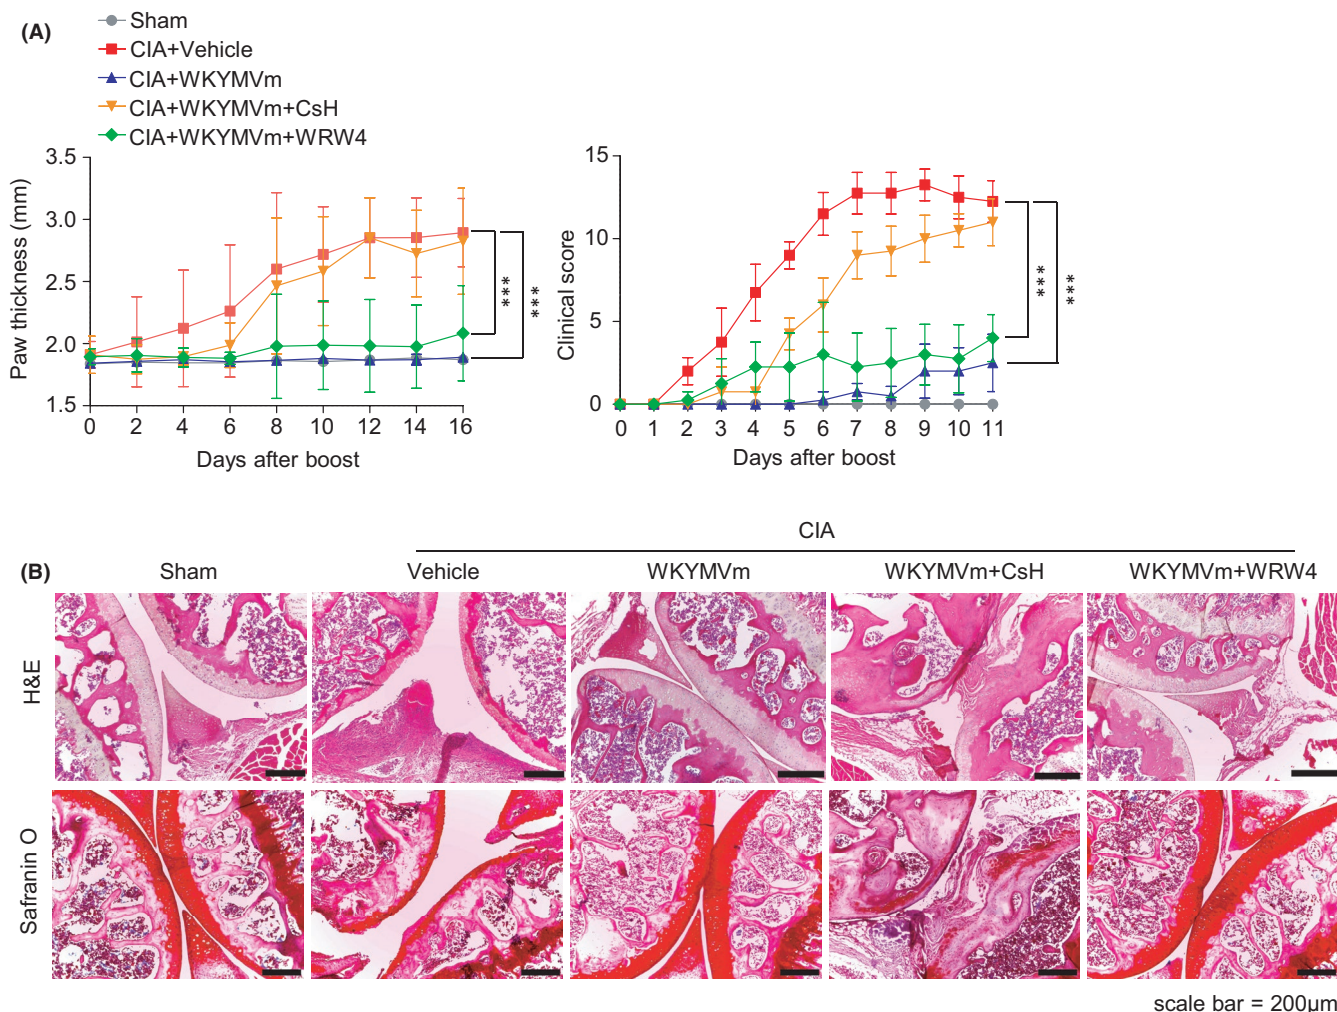 (A)
Sham
CIA+Vehicle
CIA+WKYMVm
CIA+WKYMVm+CsH
CIA+WKYMVm+WRW4
Paw thickness (mm)
3.5
3.0
2.5
2.0
1.5
0 2 4 6 8 10 12 14 16
Days after boost
***
***
Clinical score
15
10
5
0
0 1 2 3 4 5 6 7 8 9 10 11
Days after boost
***
***
CIA
(B)
Sham Vehicle WKYMVm WKYMVm+CsH WKYMVm+WRW4
H&E
Safranin O
scale bar = 200µm